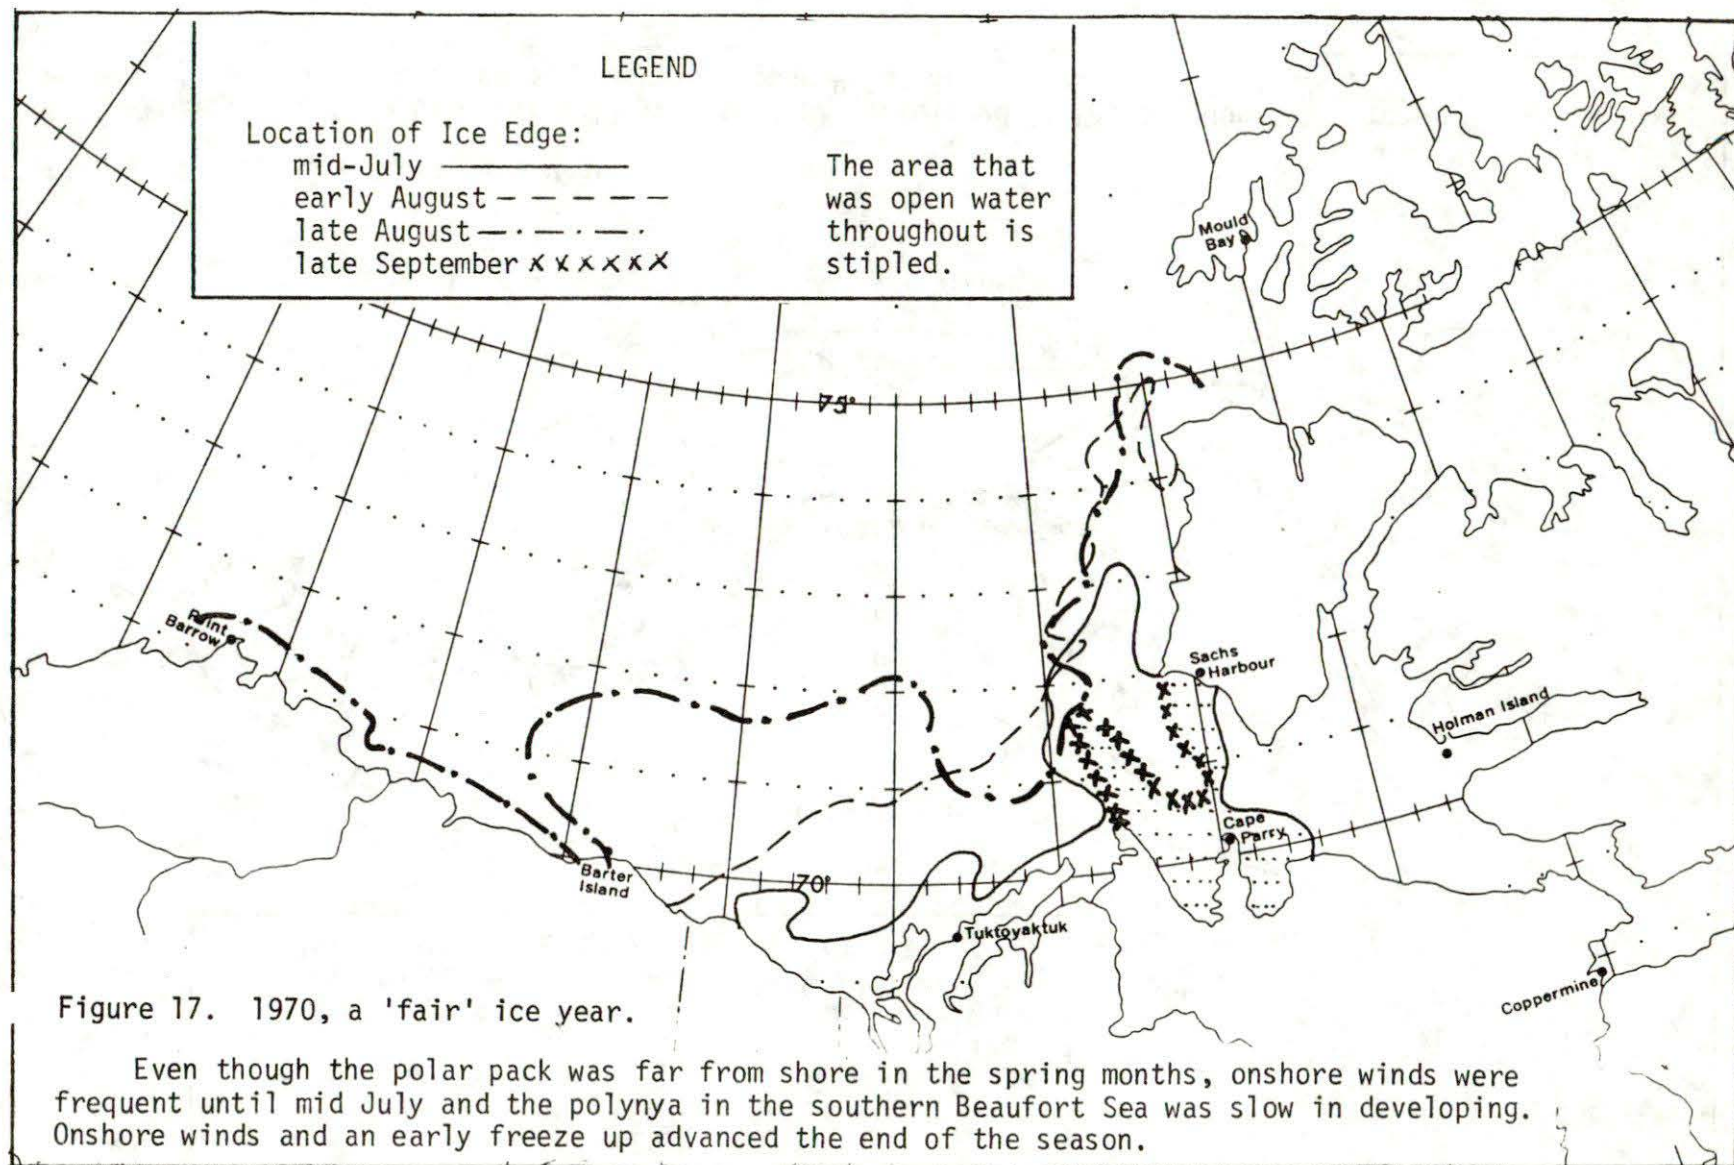 LEGEND
Location of Ice Edge:
mid-July
early August
late August
late September xxxxxx
The area that
was open water
throughout is
stipled.
Mould
Bay
75°
Point
Barrow
Sachs
Harbour
Holman Island
Cape
Parry
Barter
Island
70°
Tuktoyaktuk
Coppermine
Figure 17. 1970, a 'fair' ice year.
Even though the polar pack was far from shore in the spring months, onshore winds were
frequent until mid July and the polynya in the southern Beaufort Sea was slow in developing.
Onshore winds and an early freeze up advanced the end of the season.